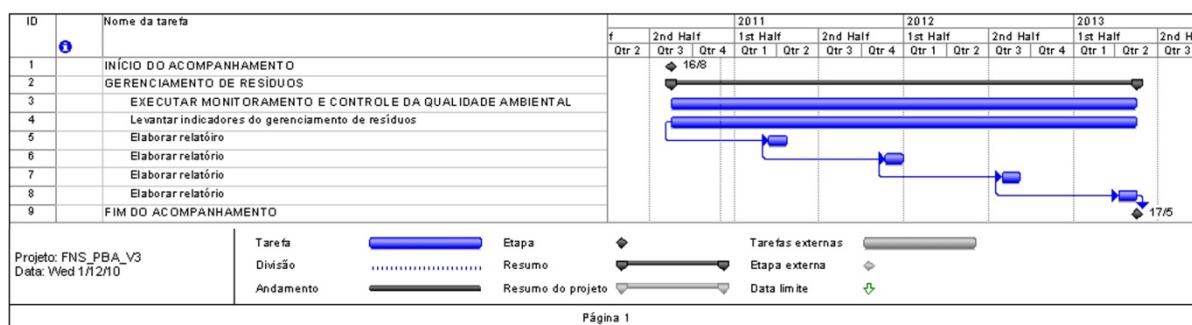 ID Nome da tarefa 2011 2012 2013
f 2nd Half 1st Half 2nd Half 1st Half 2nd Half 1st Half 2nd H
Qtr 2 Qtr 3 Qtr 4 Qtr 1 Qtr 2 Qtr 3 Qtr 4 Qtr 1 Qtr 2 Qtr 3 Qtr 4 Qtr 1 Qtr 2 Qtr 3
1 INÍCIO DO ACOMPANHAMENTO 16/8
2 GERENCIAMENTO DE RESÍDUOS
3 EXECUTAR MONITORAMENTO E CONTROLE DA QUALIDADE AMBIENTAL
4 Levantar indicadores do gerenciamento de resíduos
5 Elaborar relatóiro
6 Elaborar relatório
7 Elaborar relatório
8 Elaborar relatório
9 FIM DO ACOMPANHAMENTO 17/5
Projeto: FNS_PBA_V3
Data: Wed 1/12/10
Tarefa Etapa Tarefas externas
Divisão Resumo Etapa externa
Andamento Resumo do projeto Data limite
Página 1